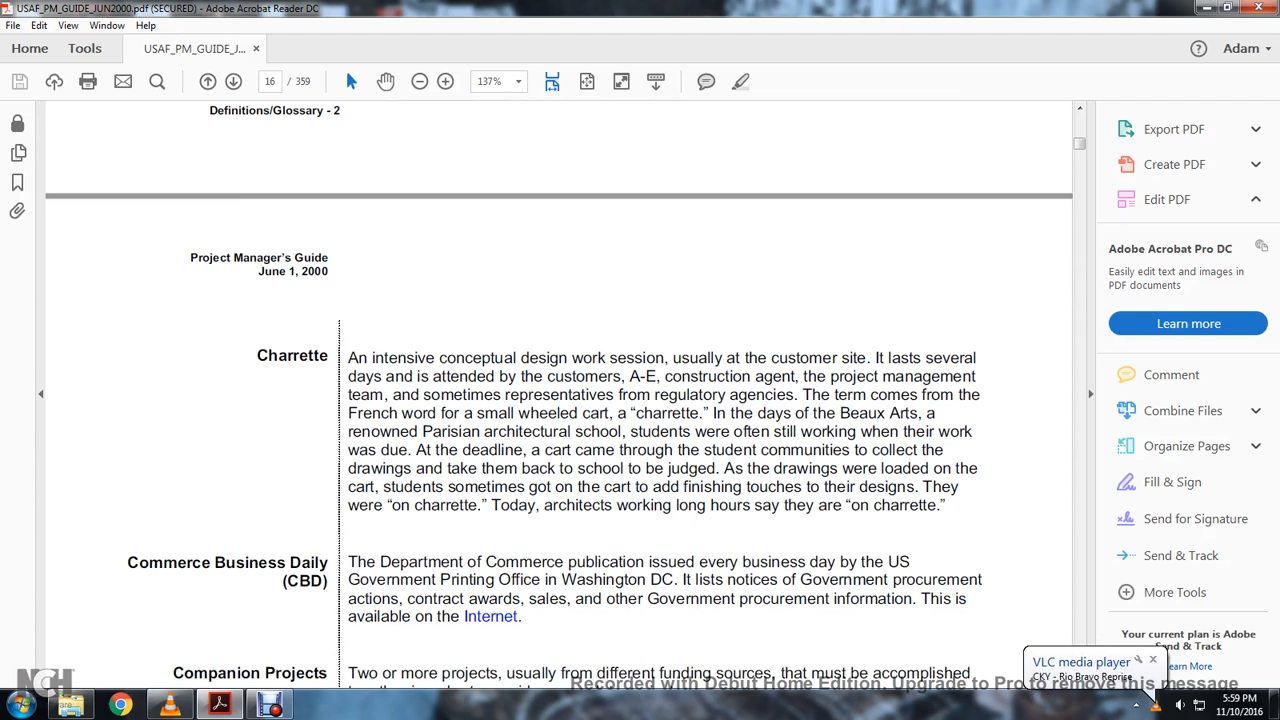 USAF_PM_GUIDE_JUN2000.pdf (SECURED) - Adobe Acrobat Reader DC
File Edit View Window Help
Home Tools USAF_PM_GUIDE_J... × Adam
16 / 359 137%
Definitions/Glossary - 2
Project Manager's Guide
June 1, 2000
Charrette
An intensive conceptual design work session, usually at the customer site. It lasts several
days and is attended by the customers, A-E, construction agent, the project management
team, and sometimes representatives from regulatory agencies. The term comes from the
French word for a small wheeled cart, a “charrette.” In the days of the Beaux Arts, a
renowned Parisian architectural school, students were often still working when their work
was due. At the deadline, a cart came through the student communities to collect the
drawings and take them back to school to be judged. As the drawings were loaded on the
cart, students sometimes got on the cart to add finishing touches to their designs. They
were “on charrette.” Today, architects working long hours say they are “on charrette.”
Commerce Business Daily
(CBD)
The Department of Commerce publication issued every business day by the US
Government Printing Office in Washington DC. It lists notices of Government procurement
actions, contract awards, sales, and other Government procurement information. This is
available on the Internet.
Companion Projects
Two or more projects, usually from different funding sources, that must be accomplished
Export PDF
Create PDF
Edit PDF
Adobe Acrobat Pro DC
Easily edit text and images in
PDF documents
Learn more
Comment
Combine Files
Organize Pages
Fill & Sign
Send for Signature
Send & Track
More Tools
Your current plan is Adobe
Send & Track
Learn More
VLC media player
CKY - Rio Bravo Reprise
NCH
Recorded with Debut Home Edition. Upgrade to Pro to remove this message
5:59 PM
11/10/2016